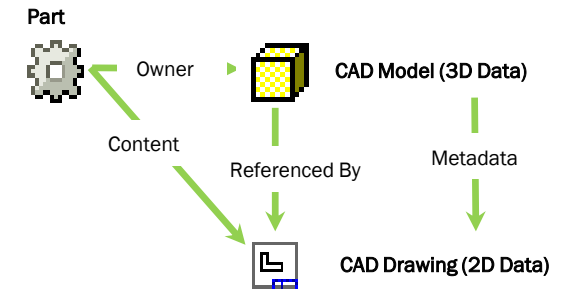 Part
Owner
CAD Model (3D Data)
Content
Referenced By
Metadata
CAD Drawing (2D Data)